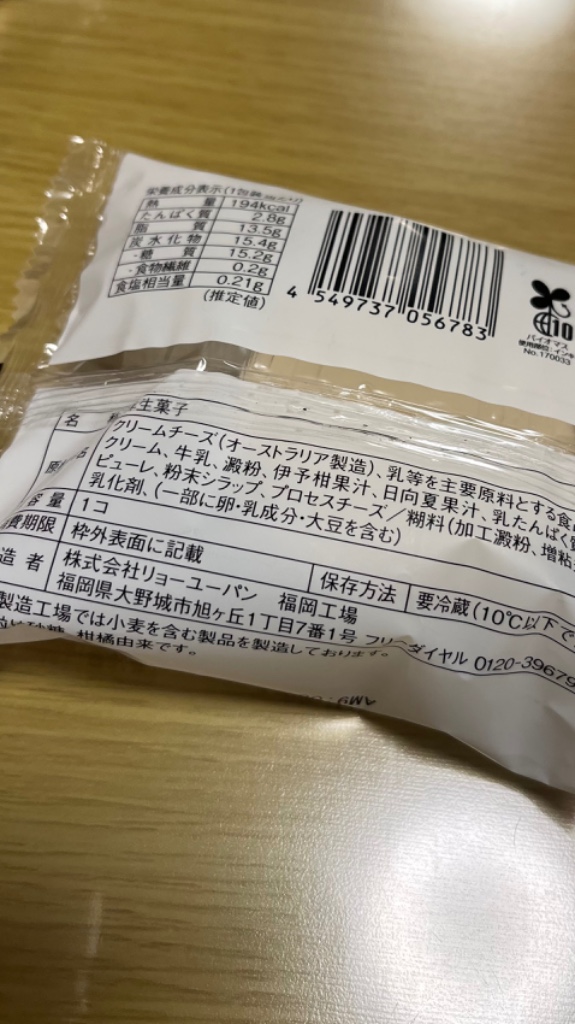 栄養成分表示(1包装当たり)
熱 量 194kcal
たんぱく質 2.8g
脂 質 13.5g
炭水化物 15.4g
-糖 質 15.2g
-食物繊維 0.2g
食塩相当量 0.21g
(推定値)
4 549737 056783
10
バイオマス
使用部位:インキ
No.170033
名 生菓子
クリームチーズ(オーストラリア製造)、乳等を主要原料とする食
クリーム、牛乳、澱粉、伊予柑果汁、日向夏果汁、乳たんぱく質
ピューレ、粉末シラップ、プロセスチーズ/糊料(加工澱粉、増粘
乳化剤、(一部に卵・乳成分・大豆を含む)
容量 1コ
費期限 枠外表面に記載
保存方法 要冷蔵(10℃以下で
造者 株式会社リョーユーパン 福岡工場
福岡県大野城市旭ヶ丘1丁目7番1号 フリーダイヤル 0120-39679
製造工場では小麦を含む製品を製造しております。
は砂糖、柑橘由来です。